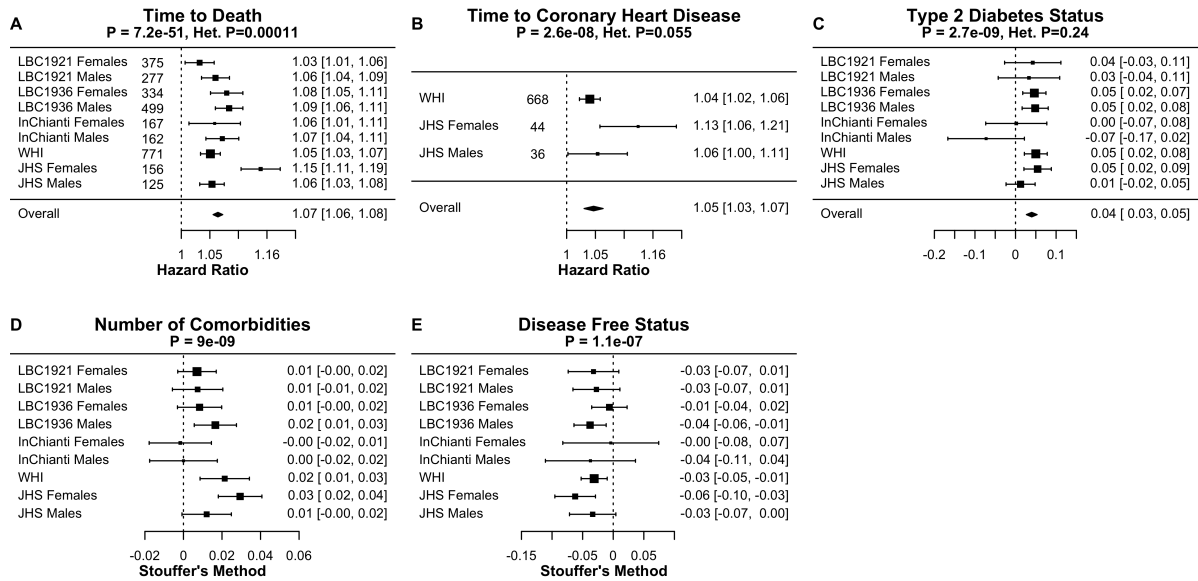 A Time to Death
P = 7.2e-51, Het. P=0.00011
LBC1921 Females 375 1.03 [1.01, 1.06]
LBC1921 Males 277 1.06 [1.04, 1.09]
LBC1936 Females 334 1.08 [1.05, 1.11]
LBC1936 Males 499 1.09 [1.06, 1.11]
InChianti Females 167 1.06 [1.01, 1.11]
InChianti Males 162 1.07 [1.04, 1.11]
WHI 771 1.05 [1.03, 1.07]
JHS Females 156 1.15 [1.11, 1.19]
JHS Males 125 1.06 [1.03, 1.08]
Overall 1.07 [1.06, 1.08]
1 1.05 1.16
Hazard Ratio
B Time to Coronary Heart Disease
P = 2.6e-08, Het. P=0.055
WHI 668 1.04 [1.02, 1.06]
JHS Females 44 1.13 [1.06, 1.21]
JHS Males 36 1.06 [1.00, 1.11]
Overall 1.05 [1.03, 1.07]
1 1.05 1.16
Hazard Ratio
C Type 2 Diabetes Status
P = 2.7e-09, Het. P=0.24
LBC1921 Females 0.04 [-0.03, 0.11]
LBC1921 Males 0.03 [-0.04, 0.11]
LBC1936 Females 0.05 [ 0.02, 0.07]
LBC1936 Males 0.05 [ 0.02, 0.08]
InChianti Females 0.00 [-0.07, 0.08]
InChianti Males -0.07 [-0.17, 0.02]
WHI 0.05 [ 0.02, 0.08]
JHS Females 0.05 [ 0.02, 0.09]
JHS Males 0.01 [-0.02, 0.05]
Overall 0.04 [ 0.03, 0.05]
-0.2 -0.1 0 0.1
D Number of Comorbidities
P = 9e-09
LBC1921 Females 0.01 [-0.00, 0.02]
LBC1921 Males 0.01 [-0.01, 0.02]
LBC1936 Females 0.01 [-0.00, 0.02]
LBC1936 Males 0.02 [ 0.01, 0.03]
InChianti Females -0.00 [-0.02, 0.01]
InChianti Males 0.00 [-0.02, 0.02]
WHI 0.02 [ 0.01, 0.03]
JHS Females 0.03 [ 0.02, 0.04]
JHS Males 0.01 [-0.00, 0.02]
-0.02 0 0.02 0.04 0.06
Stouffer's Method
E Disease Free Status
P = 1.1e-07
LBC1921 Females -0.03 [-0.07, 0.01]
LBC1921 Males -0.03 [-0.07, 0.01]
LBC1936 Females -0.01 [-0.04, 0.02]
LBC1936 Males -0.04 [-0.06, -0.01]
InChianti Females -0.00 [-0.08, 0.07]
InChianti Males -0.04 [-0.11, 0.04]
WHI -0.03 [-0.05, -0.01]
JHS Females -0.06 [-0.10, -0.03]
JHS Males -0.03 [-0.07, 0.00]
-0.15 -0.05 0 0.05
Stouffer's Method